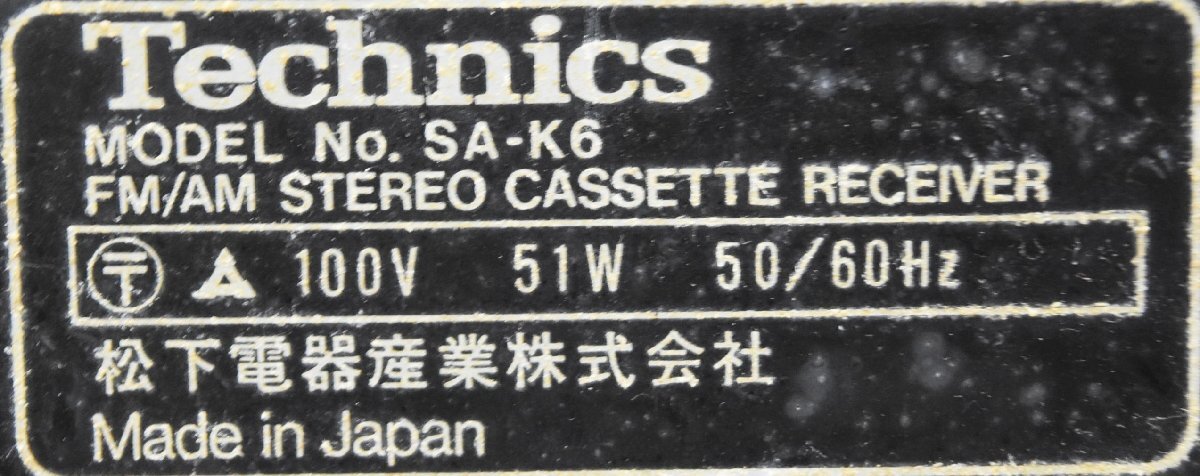 Technics
MODEL No. SA-K6
FM/AM STEREO CASSETTE RECEIVER
〒 100V 51W 50/60Hz
松下電器産業株式会社
Made in Japan